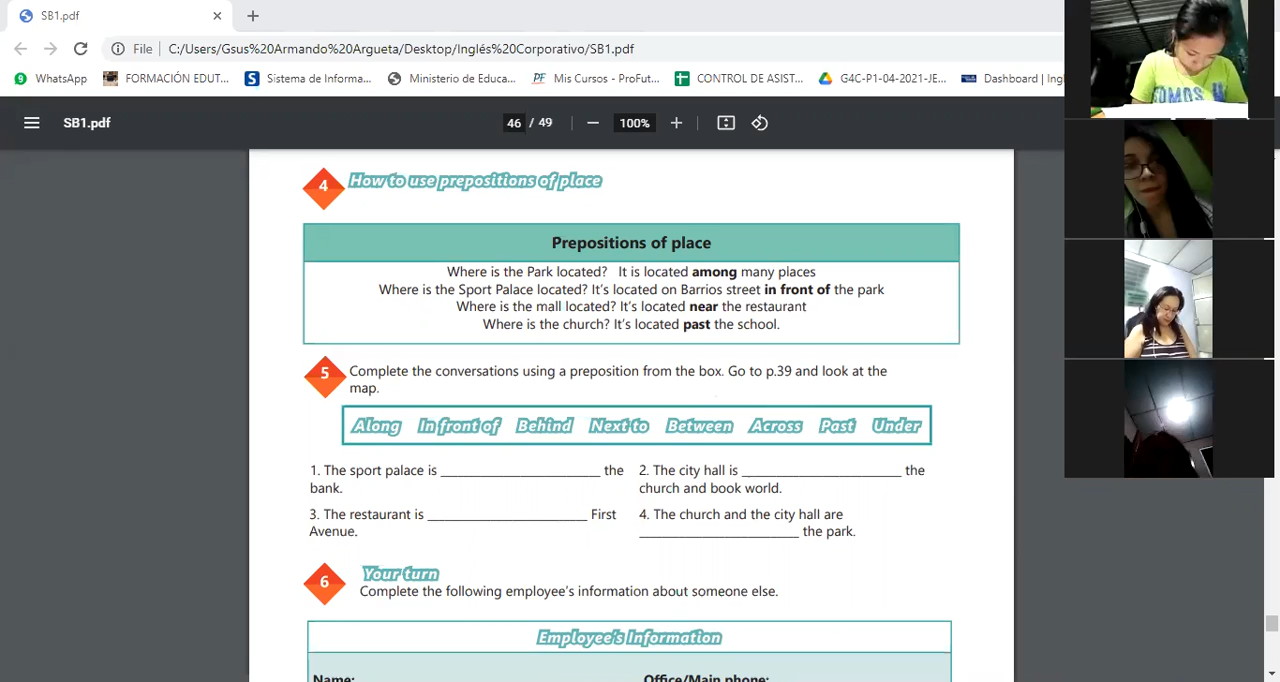 SB1.pdf
File C:/Users/Gsus%20Armando%20Argueta/Desktop/Inglés%20Corporativo/SB1.pdf
WhatsApp FORMACIÓN EDUT... Sistema de Informa... Ministerio de Educa... PF Mis Cursos - ProFut... CONTROL DE ASIST... G4C-P1-04-2021-JE... Dashboard | Ing
SB1.pdf 46 / 49 100%
4 How to use prepositions of place
Prepositions of place
Where is the Park located? It is located among many places
Where is the Sport Palace located? It's located on Barrios street in front of the park
Where is the mall located? It's located near the restaurant
Where is the church? It's located past the school.
5 Complete the conversations using a preposition from the box. Go to p.39 and look at the
map.
Along In front of Behind Next to Between Across Past Under
1. The sport palace is ____________________ the
bank.
2. The city hall is ____________________ the
church and book world.
3. The restaurant is ____________________ First
Avenue.
4. The church and the city hall are
____________________ the park.
6 Your turn
Complete the following employee's information about someone else.
Employee's Information
Name: Office/Main phone: